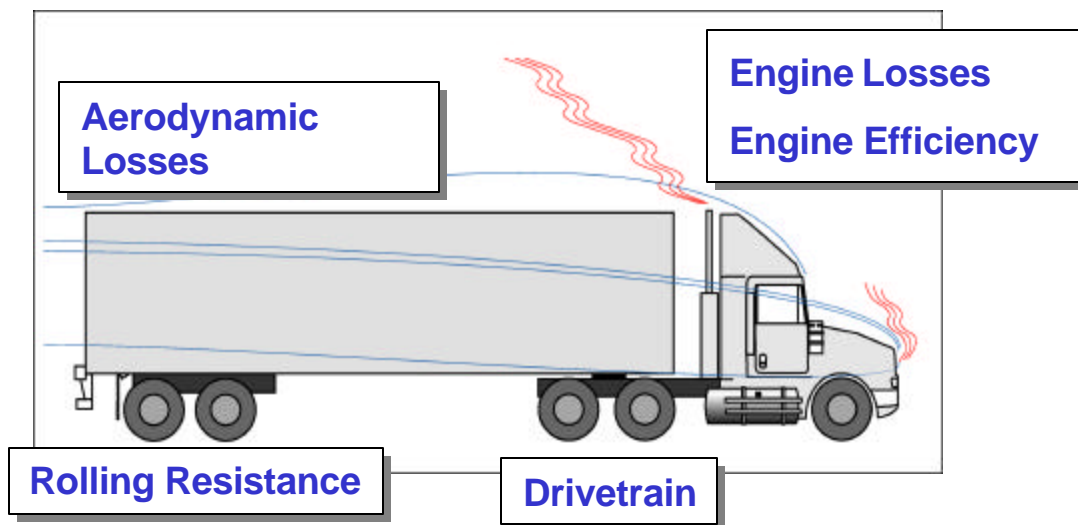 Aerodynamic
Losses
Engine Losses
Engine Efficiency
Rolling Resistance
Drivetrain